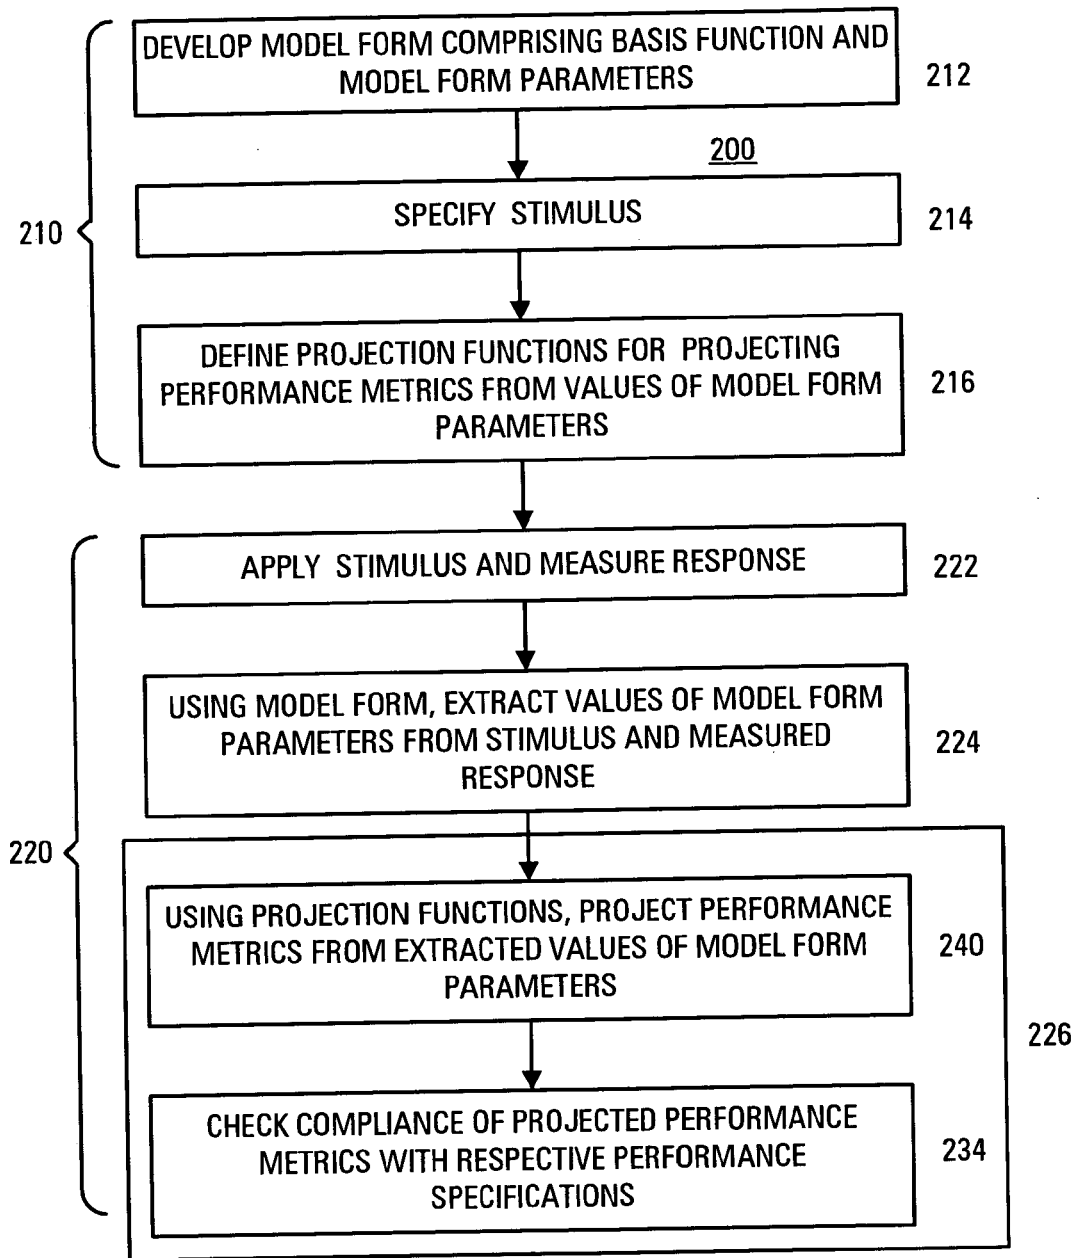 DEVELOP MODEL FORM COMPRISING BASIS FUNCTION AND
MODEL FORM PARAMETERS
212
200
SPECIFY STIMULUS
214
210
DEFINE PROJECTION FUNCTIONS FOR PROJECTING
PERFORMANCE METRICS FROM VALUES OF MODEL FORM
PARAMETERS
216
APPLY STIMULUS AND MEASURE RESPONSE
222
USING MODEL FORM, EXTRACT VALUES OF MODEL FORM
PARAMETERS FROM STIMULUS AND MEASURED
RESPONSE
224
220
USING PROJECTION FUNCTIONS, PROJECT PERFORMANCE
METRICS FROM EXTRACTED VALUES OF MODEL FORM
PARAMETERS
240
226
CHECK COMPLIANCE OF PROJECTED PERFORMANCE
METRICS WITH RESPECTIVE PERFORMANCE
SPECIFICATIONS
234